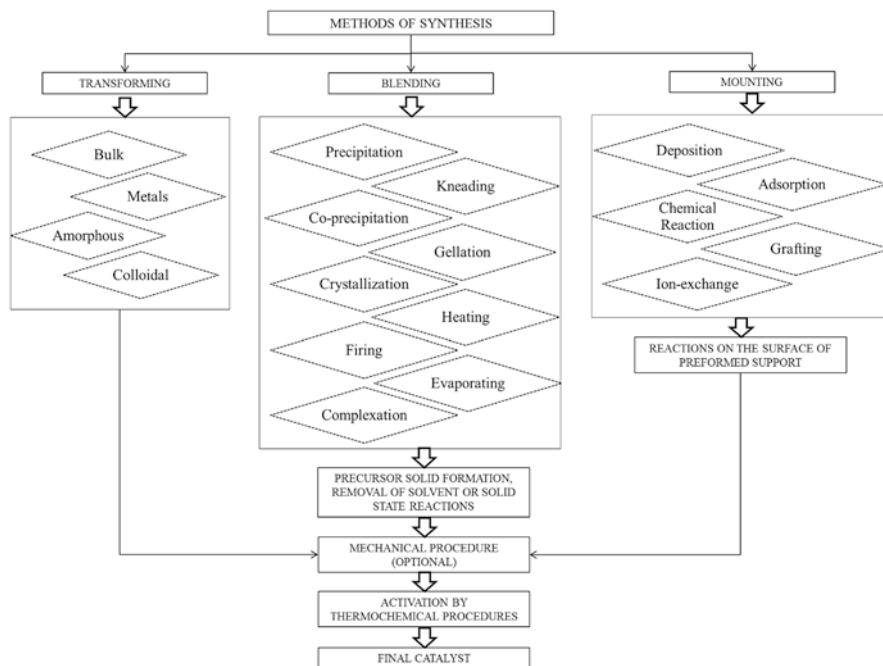 METHODS OF SYNTHESIS
TRANSFORMING
BLENDING
MOUNTING
Bulk
Metals
Amorphous
Colloidal
Precipitation
Kneading
Co-precipitation
Gellation
Crystallization
Heating
Firing
Evaporating
Complexation
Deposition
Adsorption
Chemical
Reaction
Grafting
Ion-exchange
REACTIONS ON THE SURFACE OF
PREFORMED SUPPORT
PRECURSOR SOLID FORMATION,
REMOVAL OF SOLVENT OR SOLID
STATE REACTIONS
MECHANICAL PROCEDURE
(OPTIONAL)
ACTIVATION BY
THERMOCHEMICAL PROCEDURES
FINAL CATALYST